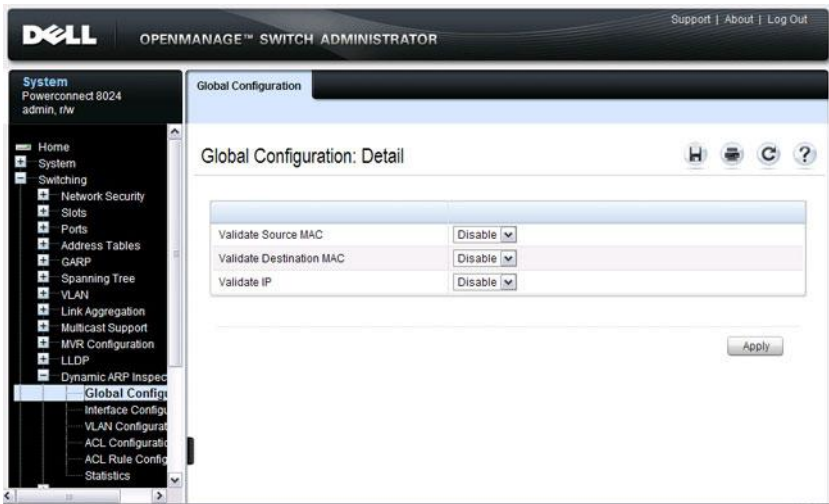 Support | About | Log Out
DELL OPENMANAGE™ SWITCH ADMINISTRATOR
System
Powerconnect 8024
admin, r/w
Home
System
Switching
Network Security
Slots
Ports
Address Tables
GARP
Spanning Tree
VLAN
Link Aggregation
Multicast Support
MVR Configuration
LLDP
Dynamic ARP Inspec
Global Configu
Interface Configu
VLAN Configurat
ACL Configuratio
ACL Rule Config
Statistics
Global Configuration
Global Configuration: Detail
Validate Source MAC Disable
Validate Destination MAC Disable
Validate IP Disable
Apply